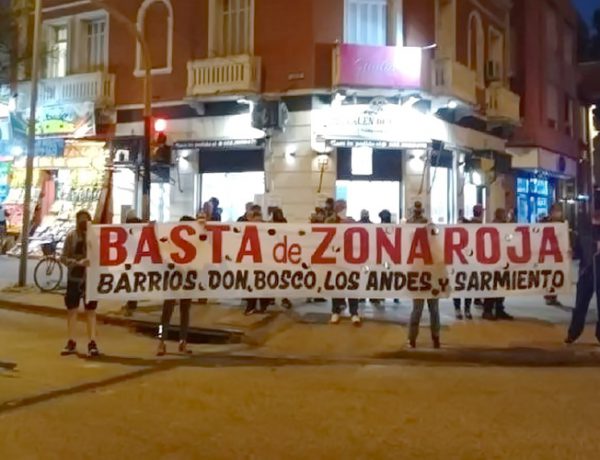 BASTA de ZONA ROJA
BARRIOS: DON BOSCO, LOS ANDES Y SARMIENTO